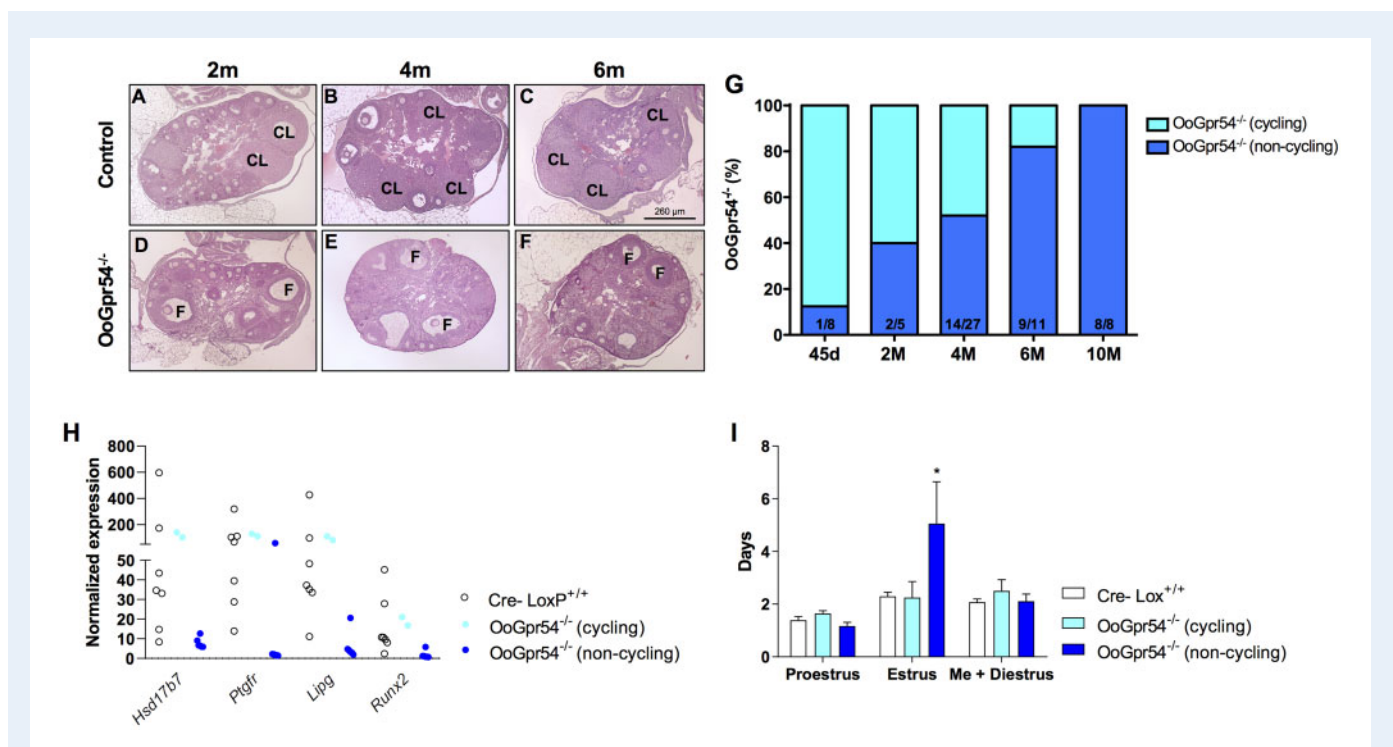 2m 4m 6m
Control
A CL CL
B CL CL CL
C CL CL
260 µm
OoGpr54-/-
D F F
E F F
F F F
G
OoGpr54-/- (%)
100
80
60
40
20
0
1/8 2/5 14/27 9/11 8/8
45d 2M 4M 6M 10M
OoGpr54-/- (cycling)
OoGpr54-/- (non-cycling)
H
Normalized expression
800
600
400
200
50
40
30
20
10
0
Hsd17b7 Ptgfr Lipg Runx2
Cre- LoxP+/+
OoGpr54-/- (cycling)
OoGpr54-/- (non-cycling)
I
Days
8
6
4
2
0
*
Proestrus Estrus Me + Diestrus
Cre- Lox+/+
OoGpr54-/- (cycling)
OoGpr54-/- (non-cycling)